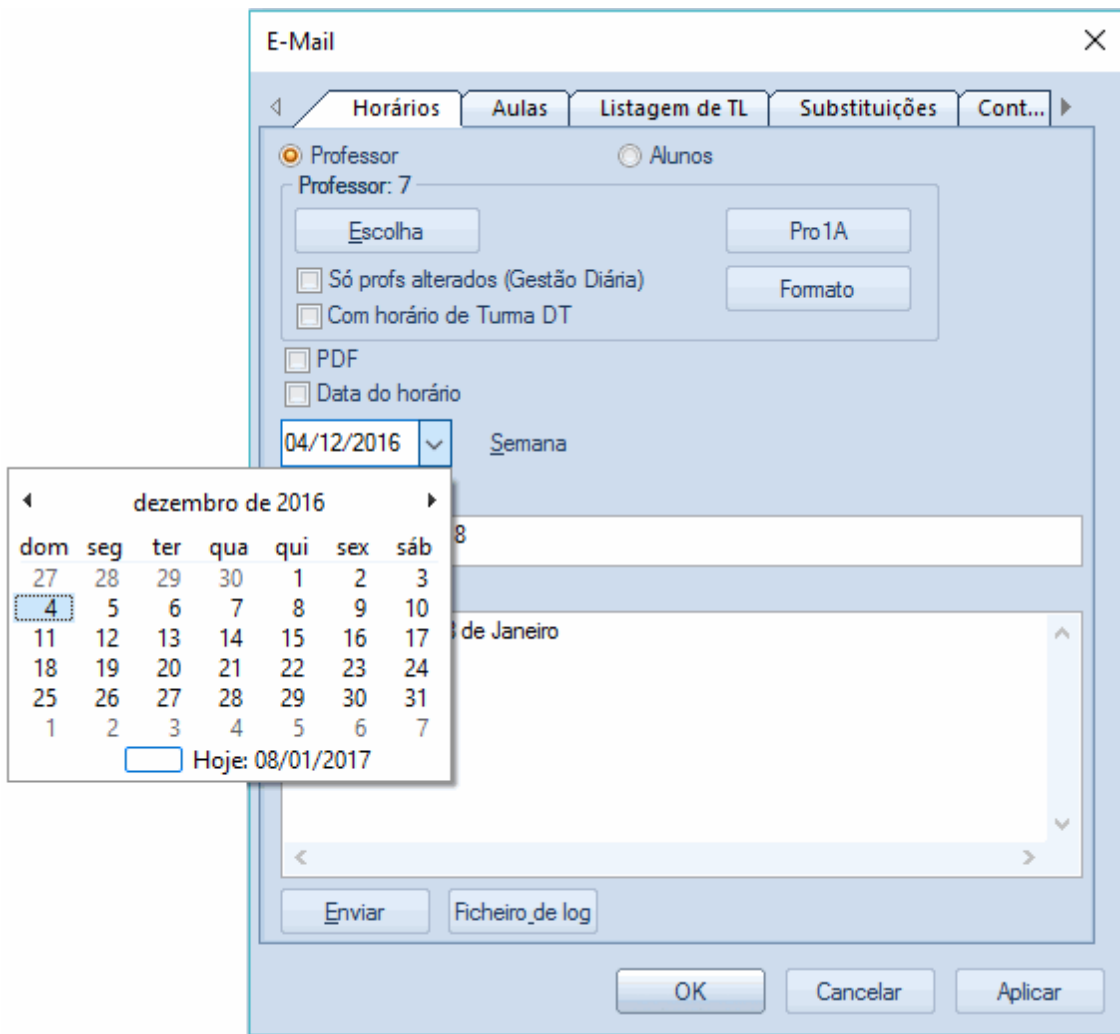 E-Mail
Horários Aulas Listagem de TL Substituições Cont...
Professor Alunos
Professor: 7
Escolha Pro1A
Só profs alterados (Gestão Diária)
Formato
Com horário de Turma DT
PDF
Data do horário
04/12/2016 Semana
dezembro de 2016
8
dom seg ter qua qui sex sáb
27 28 29 30 1 2 3
4 5 6 7 8 9 10
11 12 13 14 15 16 17
de Janeiro
18 19 20 21 22 23 24
25 26 27 28 29 30 31
1 2 3 4 5 6 7
Hoje: 08/01/2017
Enviar Ficheiro_de log
OK Cancelar Aplicar